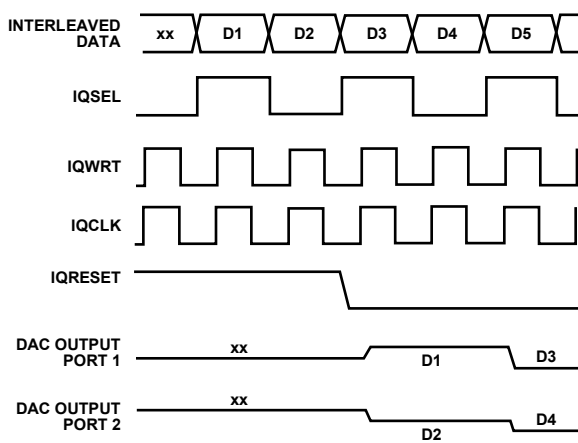 INTERLEAVED
DATA
xx D1 D2 D3 D4 D5
IQSEL
IQWRT
IQCLK
IQRESET
DAC OUTPUT
PORT 1
xx D1 D3
DAC OUTPUT
PORT 2
xx D2 D4